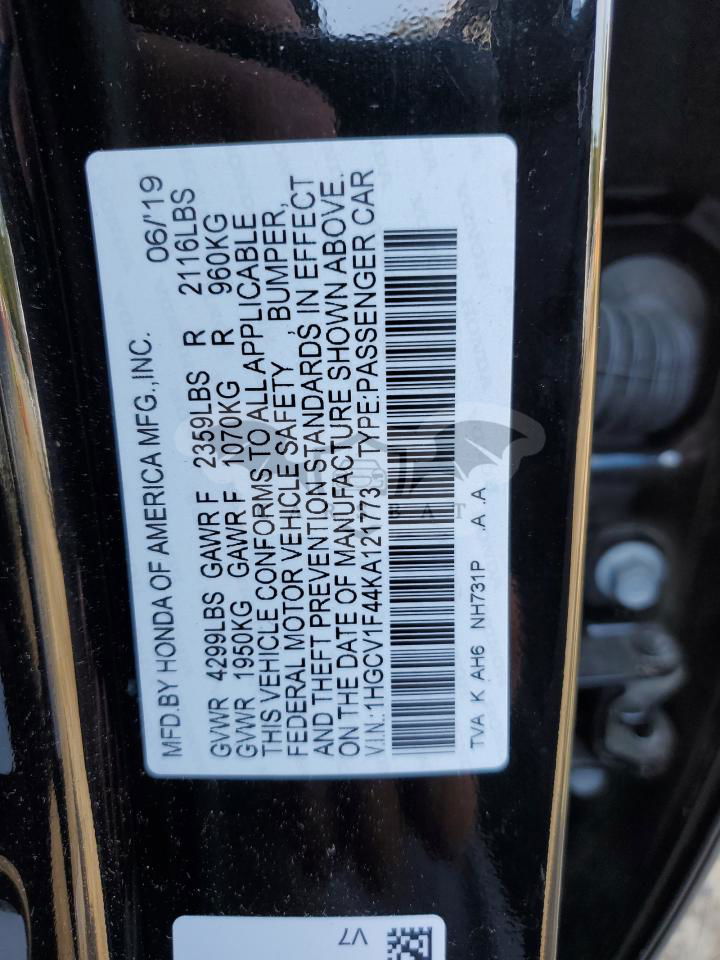 MFD.BY HONDA OF AMERICA MFG.,INC. 06/'19
GVWR 4299LBS GAWR F 2359LBS R 2116LBS
GVWR 1950KG GAWR F 1070KG R 960KG
THIS VEHICLE CONFORMS TO ALL APPLICABLE
FEDERAL MOTOR VEHICLE SAFETY , BUMPER,
AND THEFT PREVENTION STANDARDS IN EFFECT
ON THE DATE OF MANUFACTURE SHOWN ABOVE.
V.I.N.:1HGCV1F44KA121773 TYPE:PASSENGER CAR
TVA K AH6 NH731P .A .A
V7